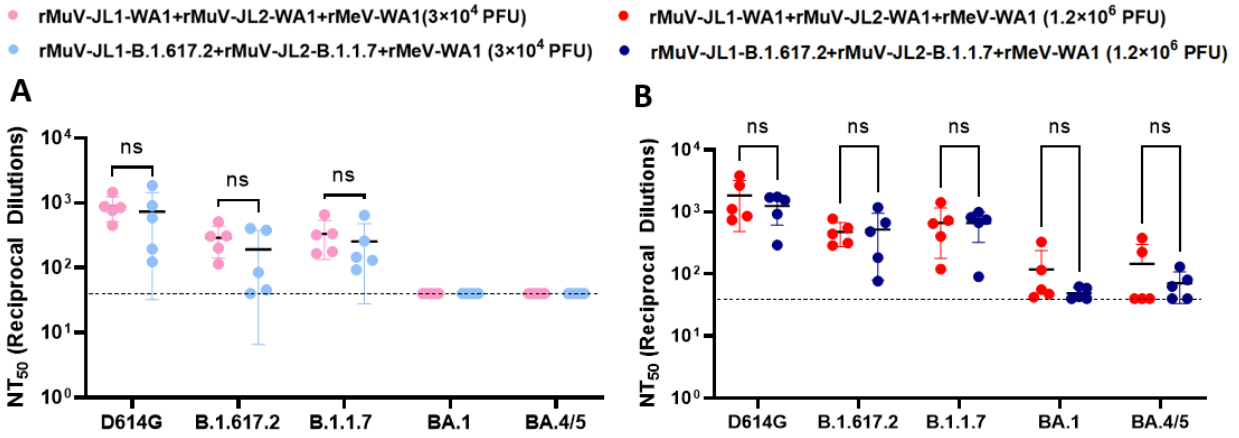 rMuV-JL1-WA1+rMuV-JL2-WA1+rMeV-WA1(3×10⁴ PFU)
rMuV-JL1-B.1.617.2+rMuV-JL2-B.1.1.7+rMeV-WA1 (3×10⁴ PFU)
rMuV-JL1-WA1+rMuV-JL2-WA1+rMeV-WA1 (1.2×10⁶ PFU)
rMuV-JL1-B.1.617.2+rMuV-JL2-B.1.1.7+rMeV-WA1 (1.2×10⁶ PFU)
A
NT₅₀ (Reciprocal Dilutions)
10⁴
10³
10²
10¹
10⁰
ns
ns
ns
D614G B.1.617.2 B.1.1.7 BA.1 BA.4/5
B
NT₅₀ (Reciprocal Dilutions)
10⁴
10³
10²
10¹
10⁰
ns
ns
ns
ns
ns
D614G B.1.617.2 B.1.1.7 BA.1 BA.4/5